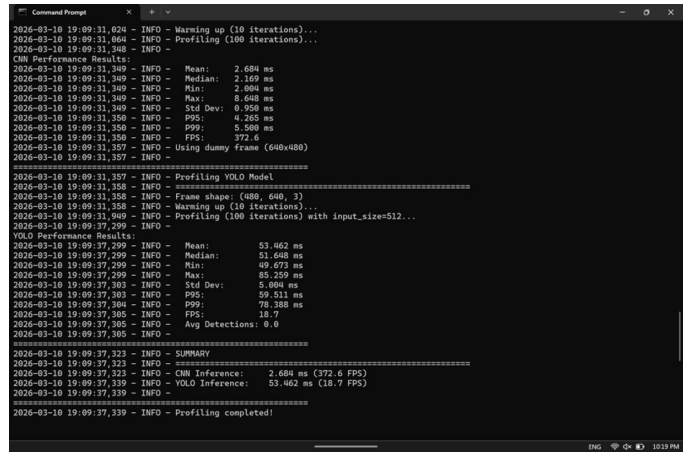 Command Prompt
2026-03-10 19:09:31,024 - INFO - Warming up (10 iterations)...
2026-03-10 19:09:31,064 - INFO - Profiling (100 iterations)...
2026-03-10 19:09:31,348 - INFO -
CNN Performance Results:
2026-03-10 19:09:31,349 - INFO -   Mean:     2.684 ms
2026-03-10 19:09:31,349 - INFO -   Median:   2.169 ms
2026-03-10 19:09:31,349 - INFO -   Min:      2.004 ms
2026-03-10 19:09:31,349 - INFO -   Max:      8.648 ms
2026-03-10 19:09:31,349 - INFO -   Std Dev:  0.950 ms
2026-03-10 19:09:31,350 - INFO -   P95:      4.265 ms
2026-03-10 19:09:31,350 - INFO -   P99:      5.500 ms
2026-03-10 19:09:31,350 - INFO -   FPS:      372.6
2026-03-10 19:09:31,357 - INFO - Using dummy frame (640x480)
2026-03-10 19:09:31,357 - INFO -
============================================================
2026-03-10 19:09:31,357 - INFO - Profiling YOLO Model
2026-03-10 19:09:31,358 - INFO - ============================================================
2026-03-10 19:09:31,358 - INFO - Frame shape: (480, 640, 3)
2026-03-10 19:09:31,358 - INFO - Warming up (10 iterations)...
2026-03-10 19:09:31,949 - INFO - Profiling (100 iterations) with input_size=512...
2026-03-10 19:09:37,299 - INFO -
YOLO Performance Results:
2026-03-10 19:09:37,299 - INFO -   Mean:          53.462 ms
2026-03-10 19:09:37,299 - INFO -   Median:        51.648 ms
2026-03-10 19:09:37,299 - INFO -   Min:           49.673 ms
2026-03-10 19:09:37,299 - INFO -   Max:           85.259 ms
2026-03-10 19:09:37,303 - INFO -   Std Dev:       5.004 ms
2026-03-10 19:09:37,303 - INFO -   P95:           59.511 ms
2026-03-10 19:09:37,304 - INFO -   P99:           78.388 ms
2026-03-10 19:09:37,305 - INFO -   FPS:           18.7
2026-03-10 19:09:37,305 - INFO -   Avg Detections: 0.0
2026-03-10 19:09:37,305 - INFO -
============================================================
2026-03-10 19:09:37,323 - INFO - SUMMARY
2026-03-10 19:09:37,323 - INFO - ============================================================
2026-03-10 19:09:37,323 - INFO - CNN Inference:     2.684 ms (372.6 FPS)
2026-03-10 19:09:37,339 - INFO - YOLO Inference:    53.462 ms (18.7 FPS)
2026-03-10 19:09:37,339 - INFO -
============================================================
2026-03-10 19:09:37,339 - INFO - Profiling completed!
ENG 10:19 PM